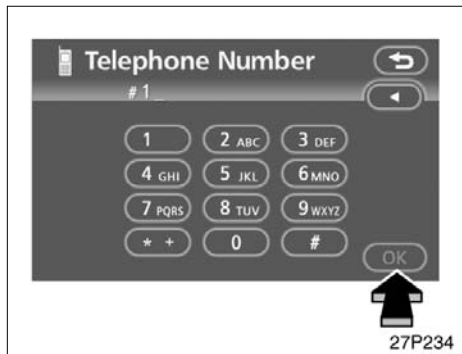 Telephone Number
#1_
1 2 ABC 3 DEF
4 GHI 5 JKL 6 MNO
7 PQRS 8 TUV 9 WXYZ
* + 0 #
OK
27P234